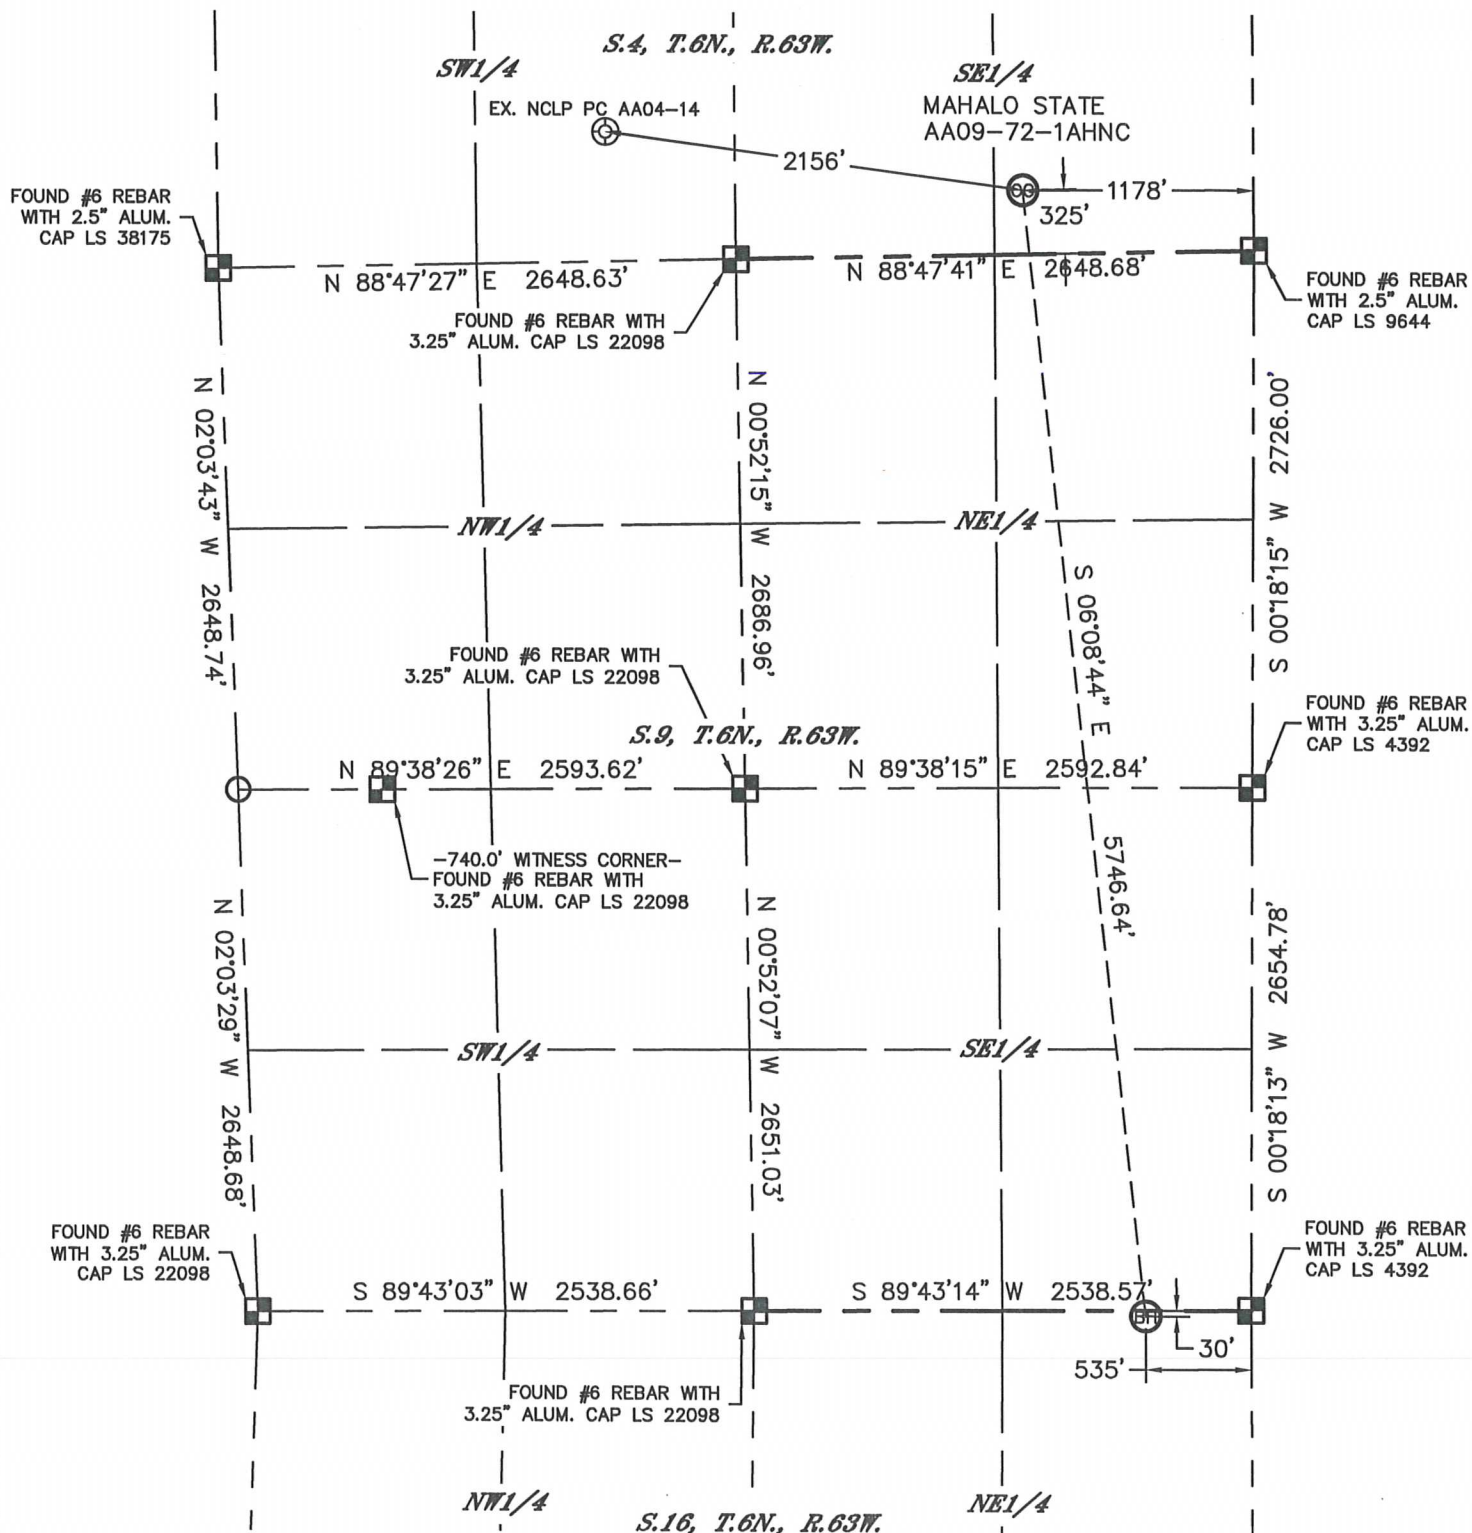 S.4, T.6N., R.63W.
SW1/4
SE1/4
EX. NCLP PC AA04-14
MAHALO STATE
AA09-72-1AHNC
2156'
1178'
325'
FOUND #6 REBAR
WITH 2.5" ALUM.
CAP LS 38175
N 88°47'27" E 2648.63'
N 88°47'41" E 2648.68'
FOUND #6 REBAR
WITH 2.5" ALUM.
CAP LS 9644
FOUND #6 REBAR WITH
3.25" ALUM. CAP LS 22098
N 02°03'43" W 2648.74'
N 00°52'15" W 2686.96'
S 00°18'15" W 2726.00'
NW1/4
NE1/4
S 06°08'44" E 5746.64'
FOUND #6 REBAR WITH
3.25" ALUM. CAP LS 22098
S.9, T.6N., R.63W.
FOUND #6 REBAR
WITH 3.25" ALUM.
CAP LS 4392
N 89°38'26" E 2593.62'
N 89°38'15" E 2592.84'
-740.0' WITNESS CORNER-
FOUND #6 REBAR WITH
3.25" ALUM. CAP LS 22098
N 02°03'29" W 2648.68'
N 00°52'07" W 2651.03'
S 00°18'13" W 2654.78'
SW1/4
SE1/4
FOUND #6 REBAR
WITH 3.25" ALUM.
CAP LS 22098
FOUND #6 REBAR
WITH 3.25" ALUM.
CAP LS 4392
S 89°43'03" W 2538.66'
S 89°43'14" W 2538.57'
BH
30'
535'
FOUND #6 REBAR WITH
3.25" ALUM. CAP LS 22098
NW1/4
NE1/4
S.16, T.6N., R.63W.